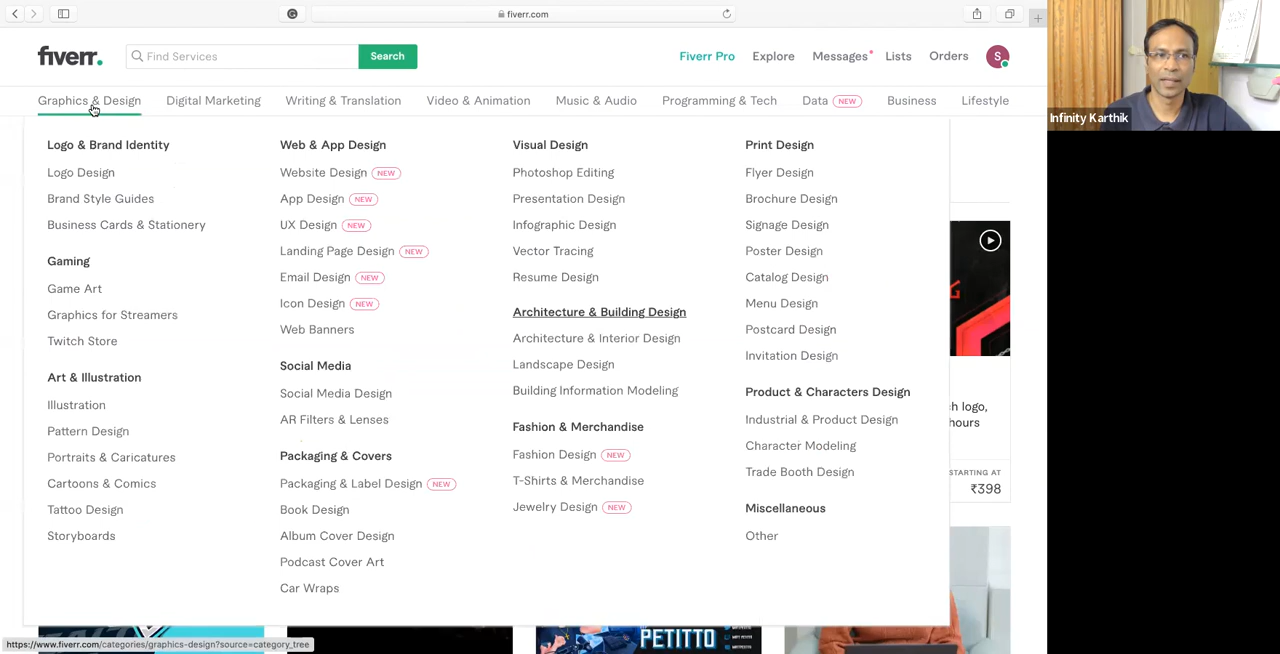 fiverr.com
fiverr.
Find Services
Search
Fiverr Pro
Explore
Messages
Lists
Orders
S
Graphics & Design
Digital Marketing
Writing & Translation
Video & Animation
Music & Audio
Programming & Tech
Data NEW
Business
Lifestyle
Infinity Karthik
Logo & Brand Identity
Logo Design
Brand Style Guides
Business Cards & Stationery
Gaming
Game Art
Graphics for Streamers
Twitch Store
Art & Illustration
Illustration
Pattern Design
Portraits & Caricatures
Cartoons & Comics
Tattoo Design
Storyboards
Web & App Design
Website Design NEW
App Design NEW
UX Design NEW
Landing Page Design NEW
Email Design NEW
Icon Design NEW
Web Banners
Social Media
Social Media Design
AR Filters & Lenses
Packaging & Covers
Packaging & Label Design NEW
Book Design
Album Cover Design
Podcast Cover Art
Car Wraps
Visual Design
Photoshop Editing
Presentation Design
Infographic Design
Vector Tracing
Resume Design
Architecture & Building Design
Architecture & Interior Design
Landscape Design
Building Information Modeling
Fashion & Merchandise
Fashion Design NEW
T-Shirts & Merchandise
Jewelry Design NEW
Print Design
Flyer Design
Brochure Design
Signage Design
Poster Design
Catalog Design
Menu Design
Postcard Design
Invitation Design
Product & Characters Design
Industrial & Product Design
Character Modeling
Trade Booth Design
Miscellaneous
Other
h logo,
hours
STARTING AT
₹398
PETITTO
https://www.fiverr.com/categories/graphics-design?source=category_tree